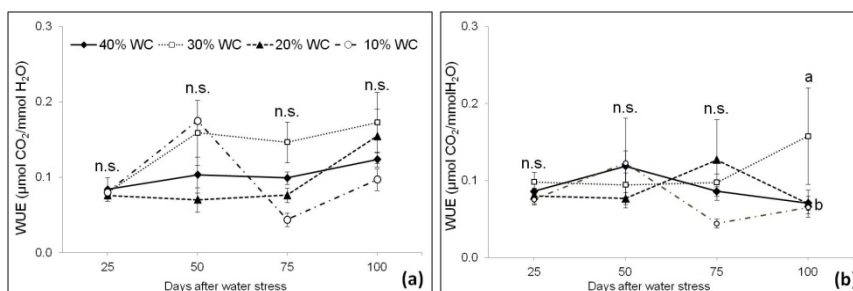 0.3
40% WC 30% WC 20% WC 10% WC
n.s.
n.s.
n.s.
n.s.
0.2
0.1
0.0
WUE (µmol CO₂/mmol H₂O)
25 50 75 100
Days after water stress
(a)
0.3
a
n.s.
n.s.
n.s.
0.2
0.1
b
0.0
WUE (µmol CO₂/mmolH₂O)
25 50 75 100
Days after water stress
(b)